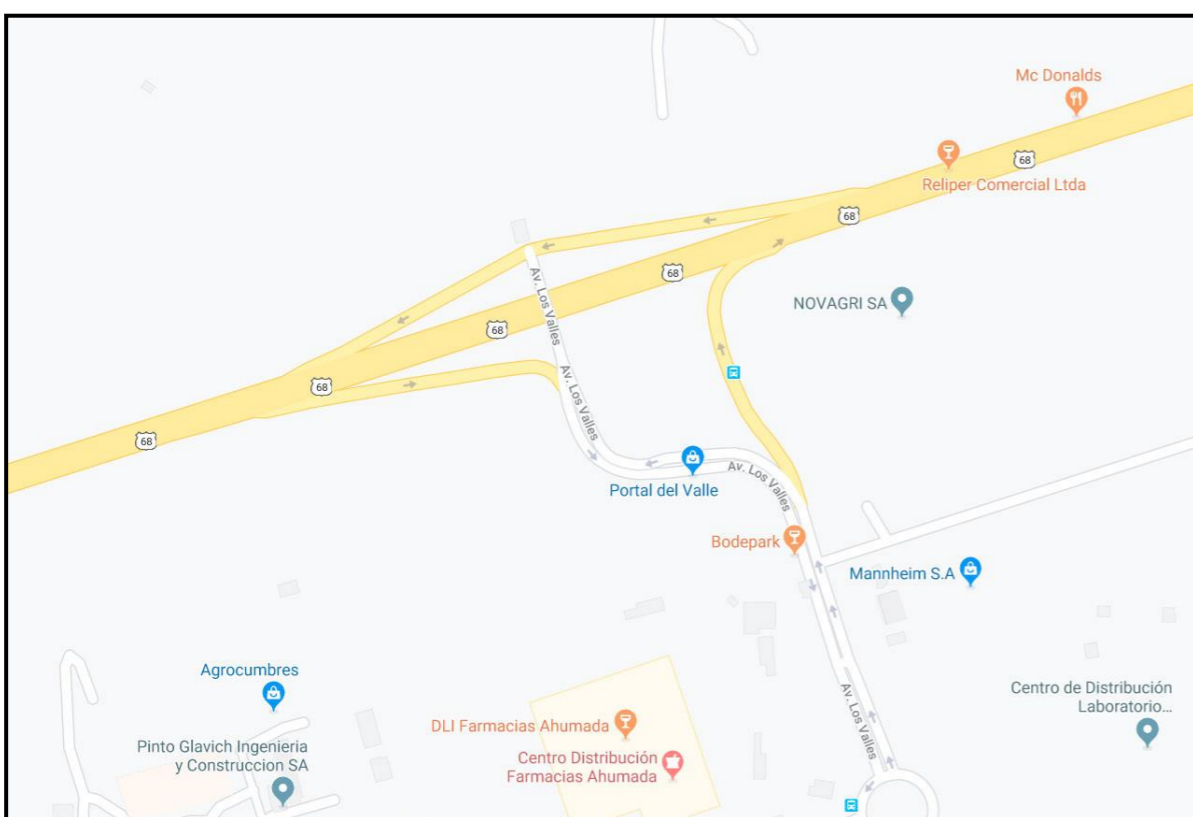 Mc Donalds
68
Reliper Comercial Ltda
68
68
NOVAGRI SA
Av. Los Valles
68
68
Av. Los Valles
68
Av. Los Valles
Portal del Valle
Bodepark
Mannheim S.A
Agrocumbres
Centro de Distribución
Laboratorio...
Av. Los Valles
DLI Farmacias Ahumada
Pinto Glavich Ingenieria
y Construccion SA
Centro Distribución
Farmacias Ahumada